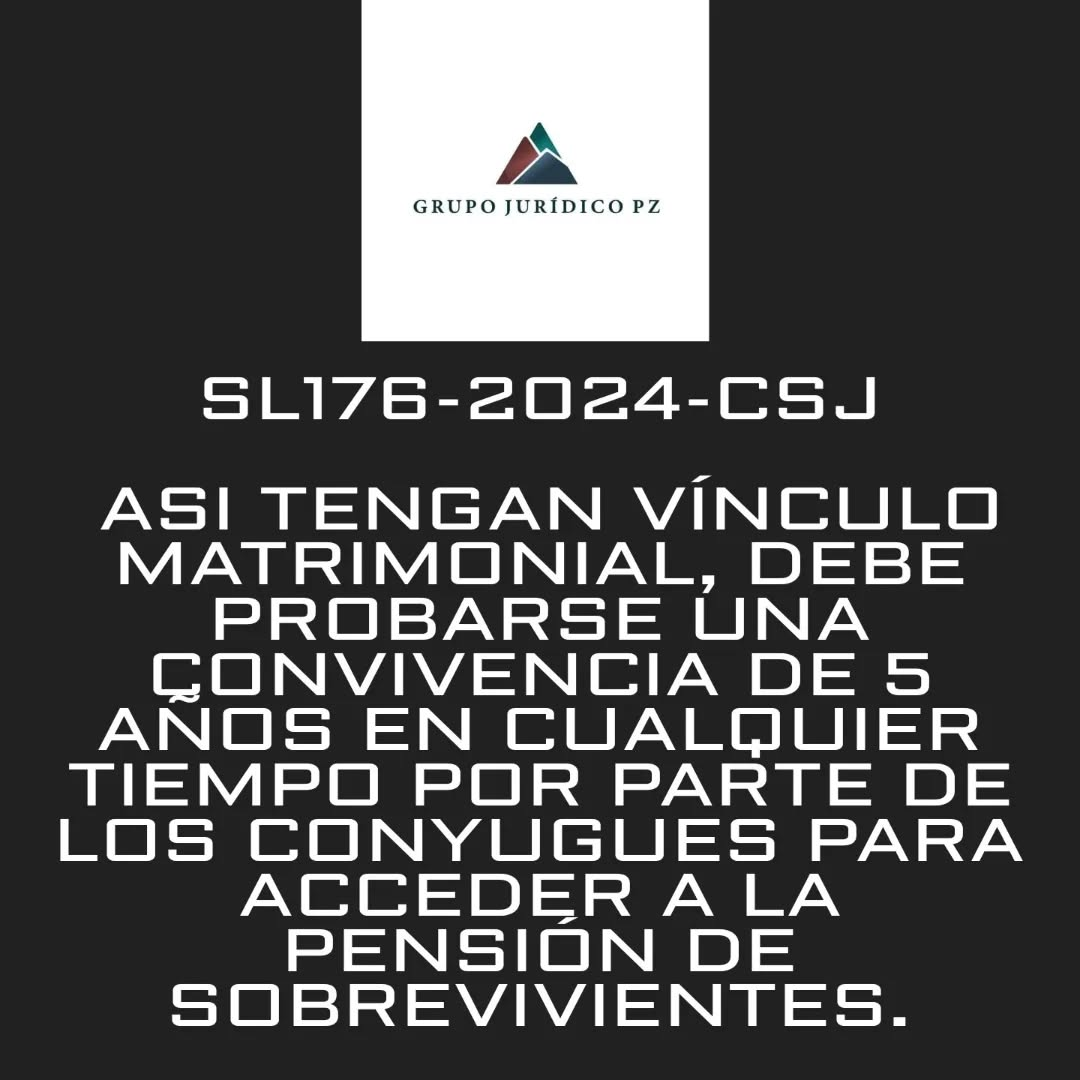 GRUPO JURÍDICO PZ
SL176-2024-CSJ
ASI TENGAN VÍNCULO
MATRIMONIAL, DEBE
PROBARSE UNA
CONVIVENCIA DE 5
AÑOS EN CUALQUIER
TIEMPO POR PARTE DE
LOS CONYUGUES PARA
ACCEDER A LA
PENSIÓN DE
SOBREVIVIENTES.